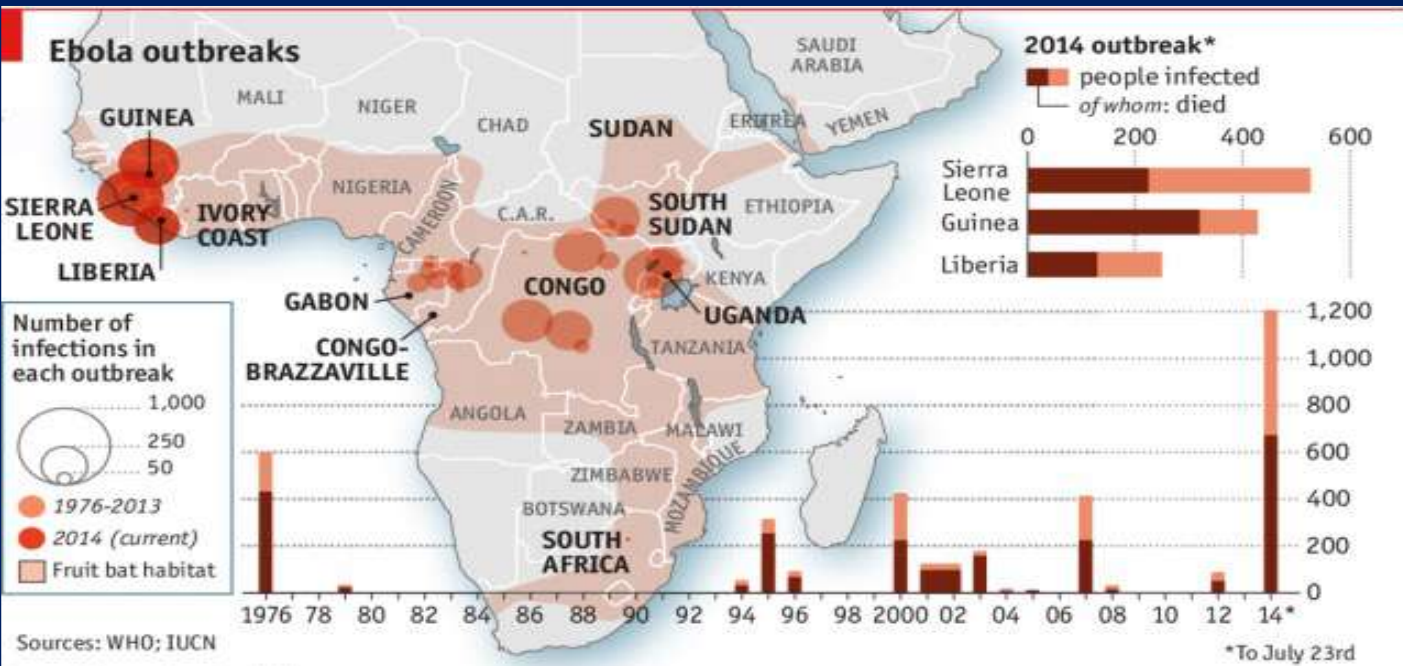 Ebola outbreaks
GUINEA
SIERRA
LEONE
LIBERIA
IVORY
COAST
MALI
NIGER
CHAD
NIGERIA
CAMEROON
C.A.R.
SUDAN
SOUTH
SUDAN
ERITREA
ETHIOPIA
SAUDI
ARABIA
YEMEN
GABON
CONGO-
BRAZZAVILLE
CONGO
KENYA
UGANDA
TANZANIA
ANGOLA
ZAMBIA
MALAWI
MOZAMBIQUE
ZIMBABWE
BOTSWANA
SOUTH
AFRICA
2014 outbreak*
people infected
of whom: died
0 200 400 600
Sierra
Leone
Guinea
Liberia
Number of
infections in
each outbreak
1,000
250
50
1976-2013
2014 (current)
Fruit bat habitat
1,200
1,000
800
600
400
200
0
1976 78 80 82 84 86 88 90 92 94 96 98 2000 02 04 06 08 10 12 14*
Sources: WHO; IUCN
*To July 23rd